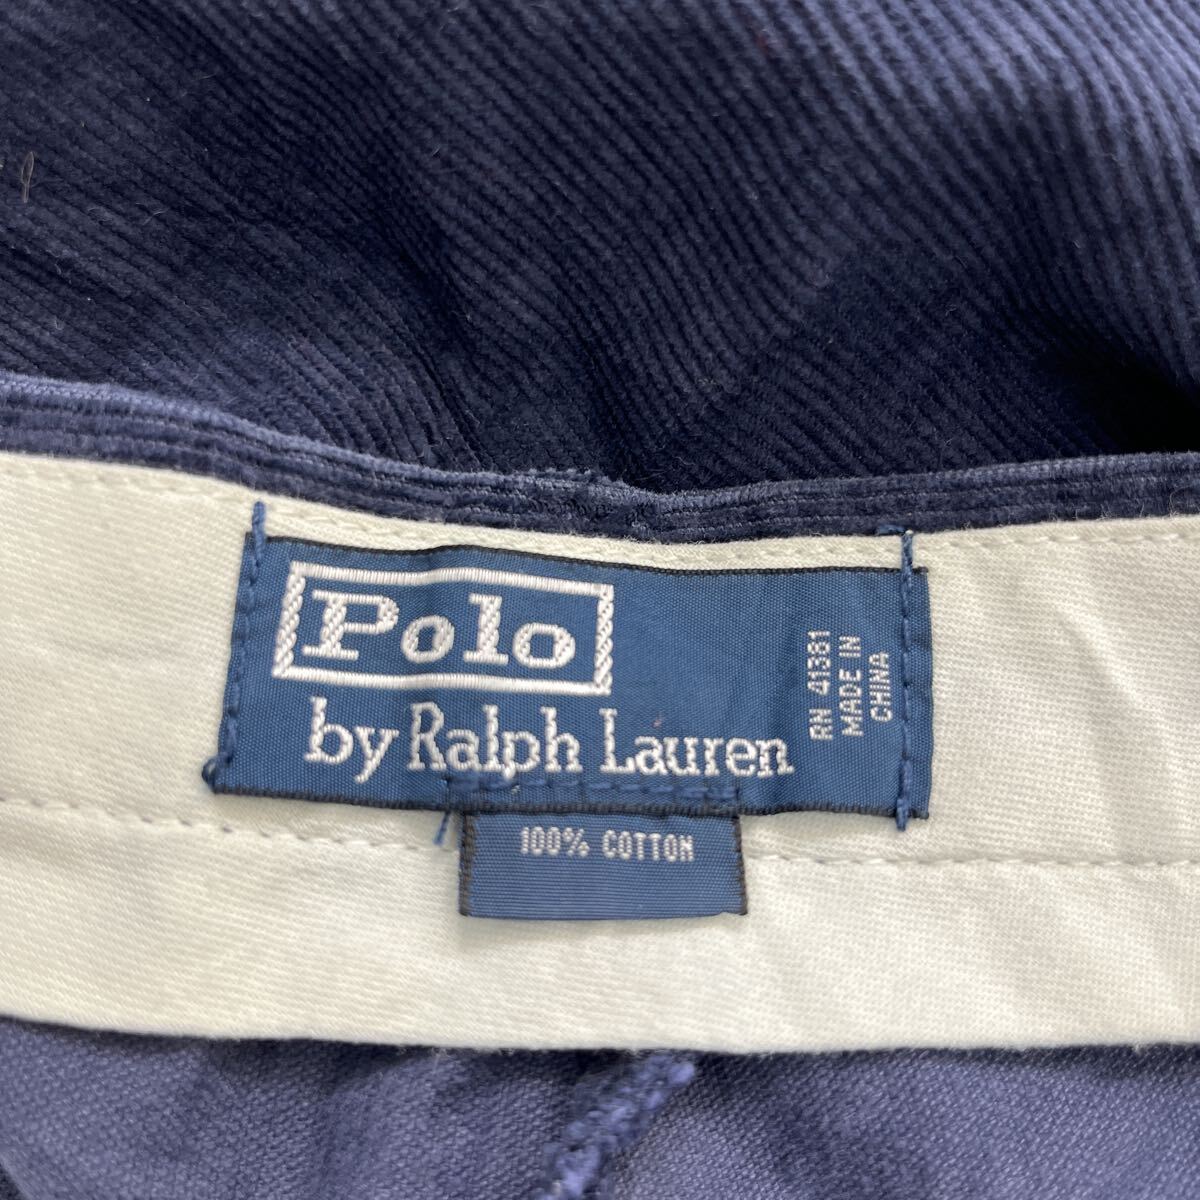 Polo
by Ralph Lauren
RN 41381
MADE IN
CHINA
100% COTTON